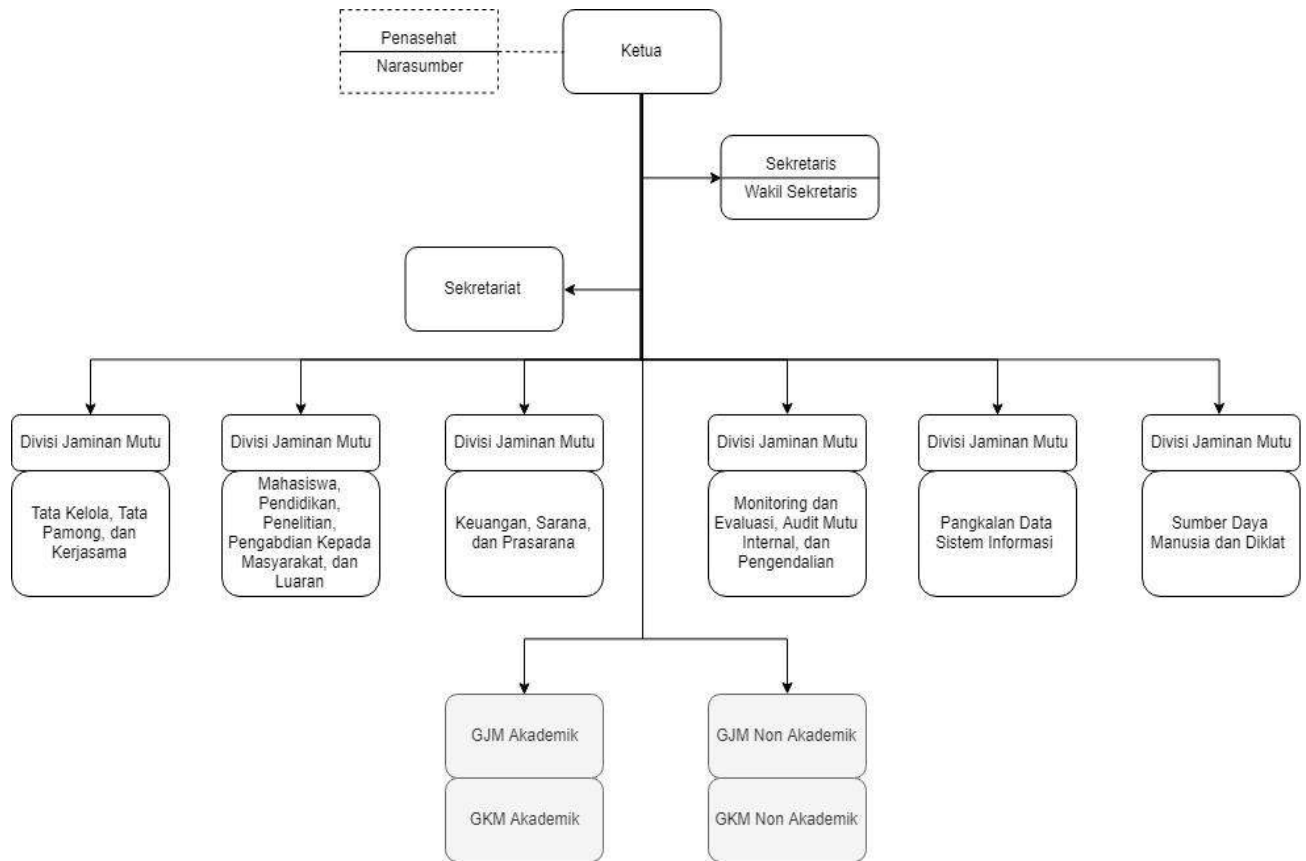 Penasehat
Narasumber
Ketua
Sekretaris
Wakil Sekretaris
Sekretariat
Divisi Jaminan Mutu
Tata Kelola, Tata
Pamong, dan
Kerjasama
Divisi Jaminan Mutu
Mahasiswa,
Pendidikan,
Penelitian,
Pengabdian Kepada
Masyarakat, dan
Luaran
Divisi Jaminan Mutu
Keuangan, Sarana,
dan Prasarana
Divisi Jaminan Mutu
Monitoring dan
Evaluasi, Audit Mutu
Internal, dan
Pengendalian
Divisi Jaminan Mutu
Pangkalan Data
Sistem Informasi
Divisi Jaminan Mutu
Sumber Daya
Manusia dan Diklat
GJM Akademik
GKM Akademik
GJM Non Akademik
GKM Non Akademik